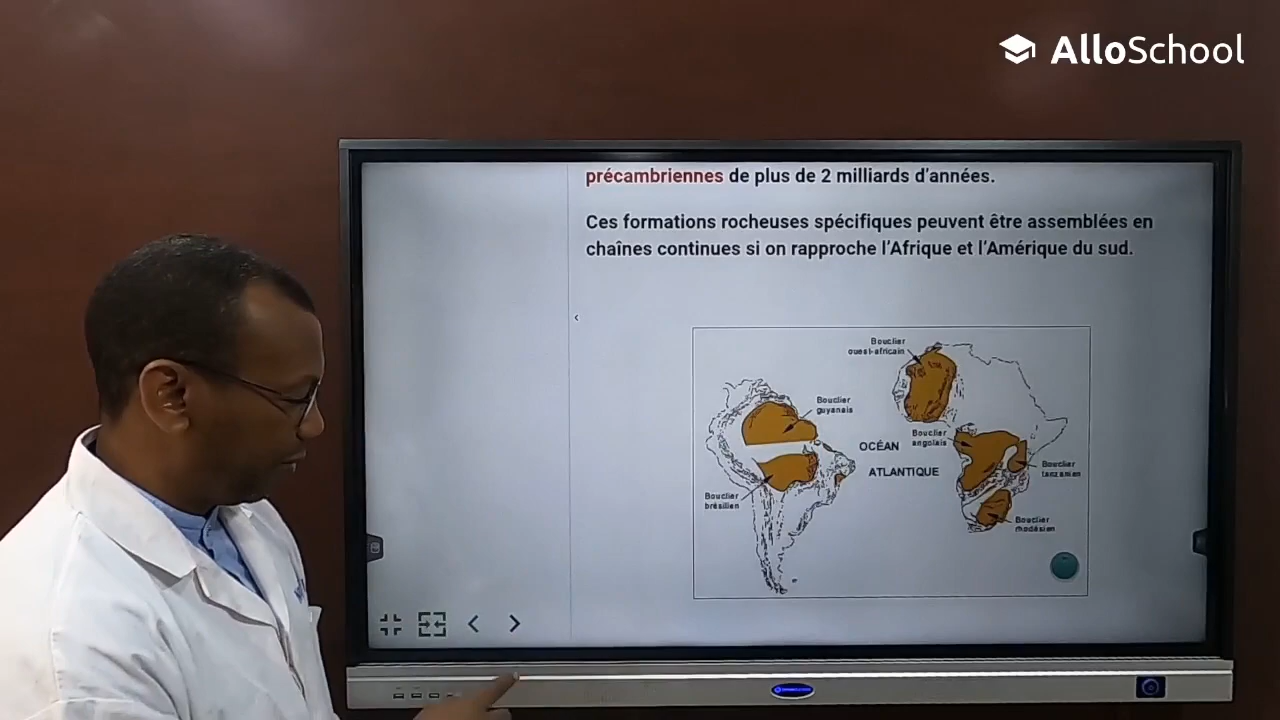 AlloSchool
précambriennes de plus de 2 milliards d'années.
Ces formations rocheuses spécifiques peuvent être assemblées en
chaînes continues si on rapproche l'Afrique et l'Amérique du sud.
Bouclier
ouest-africain
Bouclier
guyanais
Bouclier
angolais
OCÉAN
ATLANTIQUE
Bouclier
tanzanien
Bouclier
brésilien
Bouclier
rhodésien